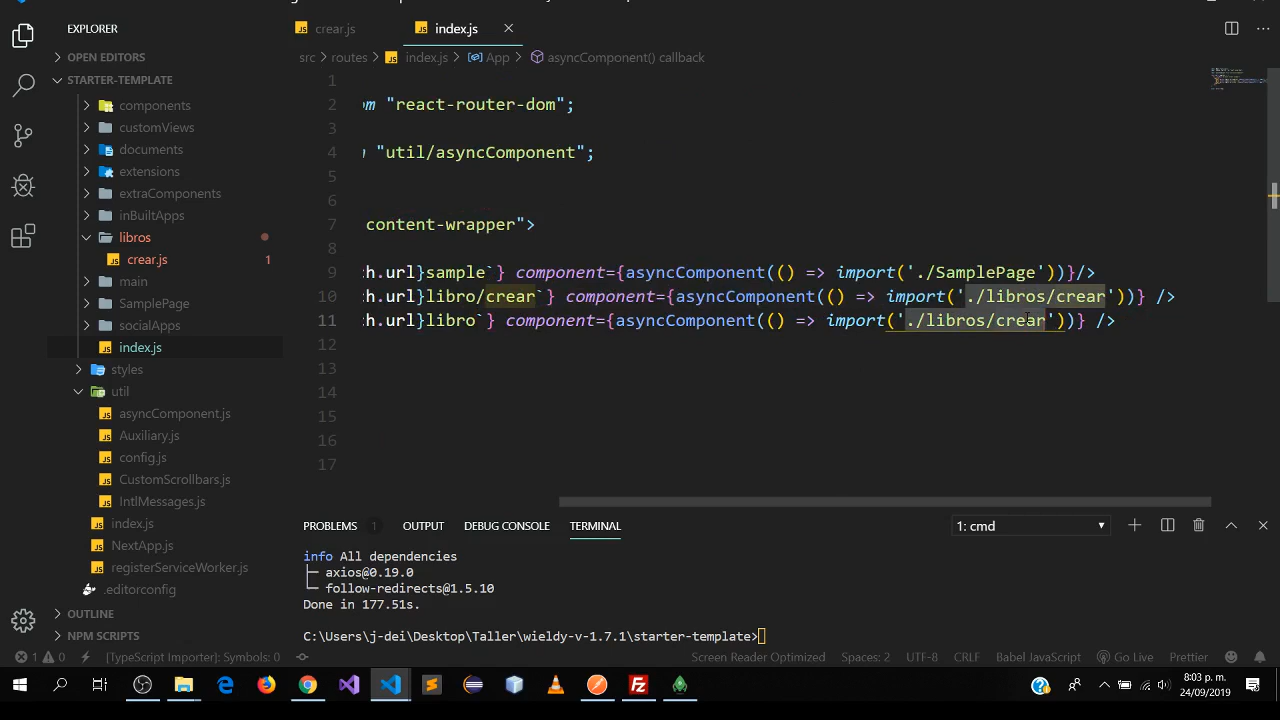 EXPLORER
crear.js
index.js
OPEN EDITORS
src
routes
index.js
App
asyncComponent() callback
STARTER-TEMPLATE
components
customViews
documents
extensions
extraComponents
inBuiltApps
libros
crear.js
1
main
SamplePage
socialApps
index.js
styles
util
asyncComponent.js
Auxiliary.js
config.js
CustomScrollbars.js
IntlMessages.js
index.js
NextApp.js
registerServiceWorker.js
.editorconfig
OUTLINE
NPM SCRIPTS
1
2 "react-router-dom";
3
4 "util/asyncComponent";
5
6
7 content-wrapper">
8
9 h.url}sample`} component={asyncComponent(() => import('./SamplePage'))}/>
10 h.url}libro/crear`} component={asyncComponent(() => import('./libros/crear'))} />
11 h.url}libro`} component={asyncComponent(() => import('./libros/crear'))} />
12
13
14
15
16
17
PROBLEMS 1 OUTPUT DEBUG CONSOLE TERMINAL 1: cmd
info All dependencies
├─ axios@0.19.0
└─ follow-redirects@1.5.10
Done in 177.51s.
C:\Users\j-dei\Desktop\Taller\wieldy-v-1.7.1\starter-template>
1 0 [TypeScript Importer]: Symbols: 0 Screen Reader Optimized Spaces: 2 UTF-8 CRLF Babel JavaScript Go Live Prettier
8:03 p. m.
24/09/2019